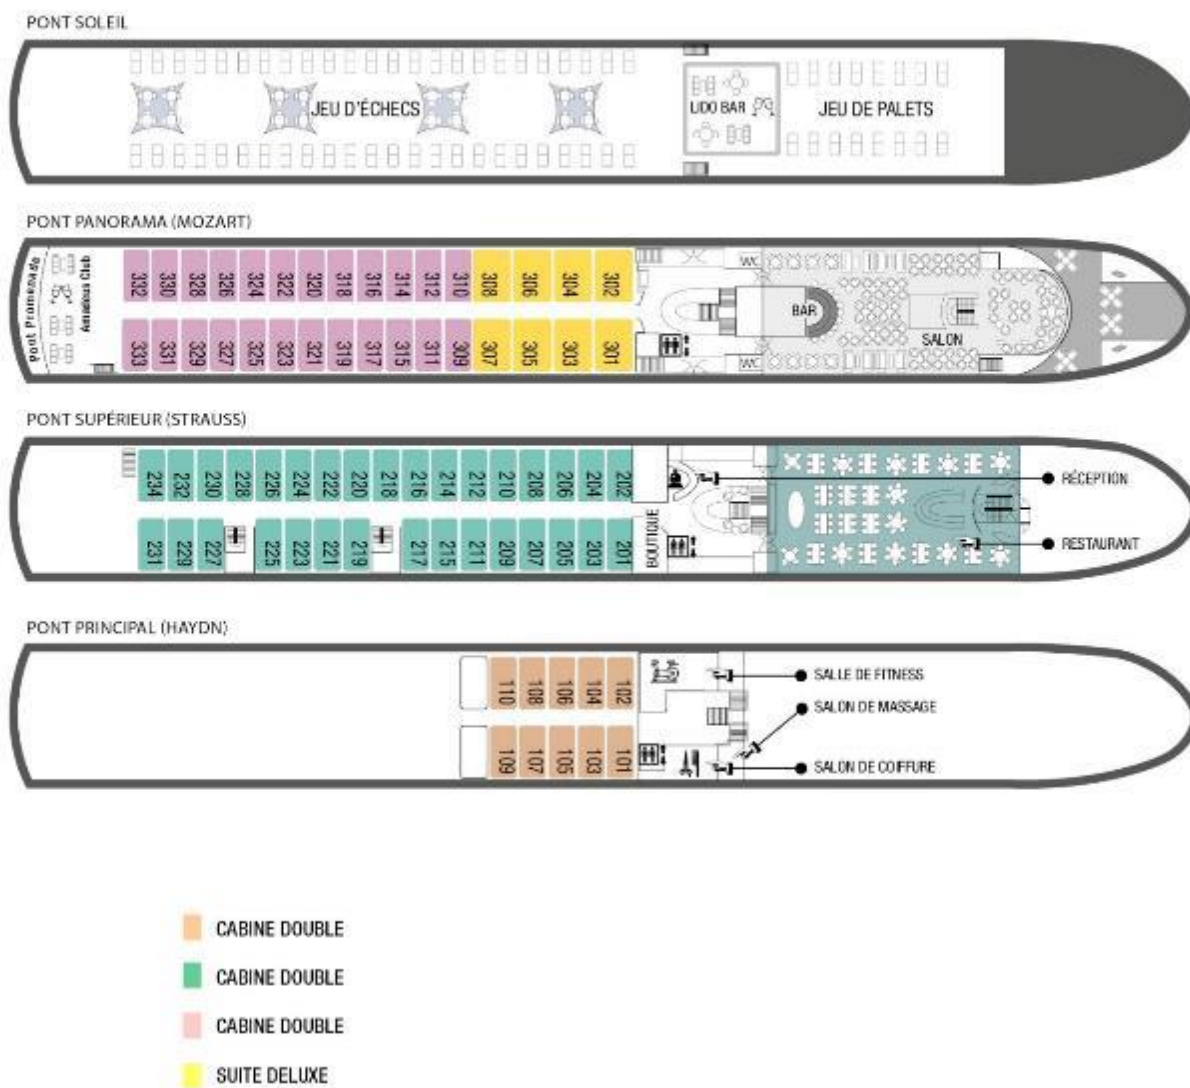 PONT SOLEIL
JEU D'ÉCHECS
LIDO BAR
JEU DE PALETS
PONT PANORAMA (MOZART)
Pont Promenade
Amadeus Club
332 330 328 326 324 322 320 318 316 314 312 310 308 306 304 302
WC
BAR
SALON
333 331 329 327 325 323 321 319 317 315 311 309 307 305 303 301
WC
PONT SUPÉRIEUR (STRAUSS)
234 232 230 228 226 224 222 220 218 216 214 212 210 208 206 204 202
RÉCEPTION
BOUTIQUE
RESTAURANT
231 229 227 225 223 221 219 217 215 211 209 207 205 203 201
PONT PRINCIPAL (HAYDN)
110 108 106 104 102
SALLE DE FITNESS
SALON DE MASSAGE
109 107 105 103 101
SALON DE COIFFURE
CABINE DOUBLE
CABINE DOUBLE
CABINE DOUBLE
SUITE DELUXE